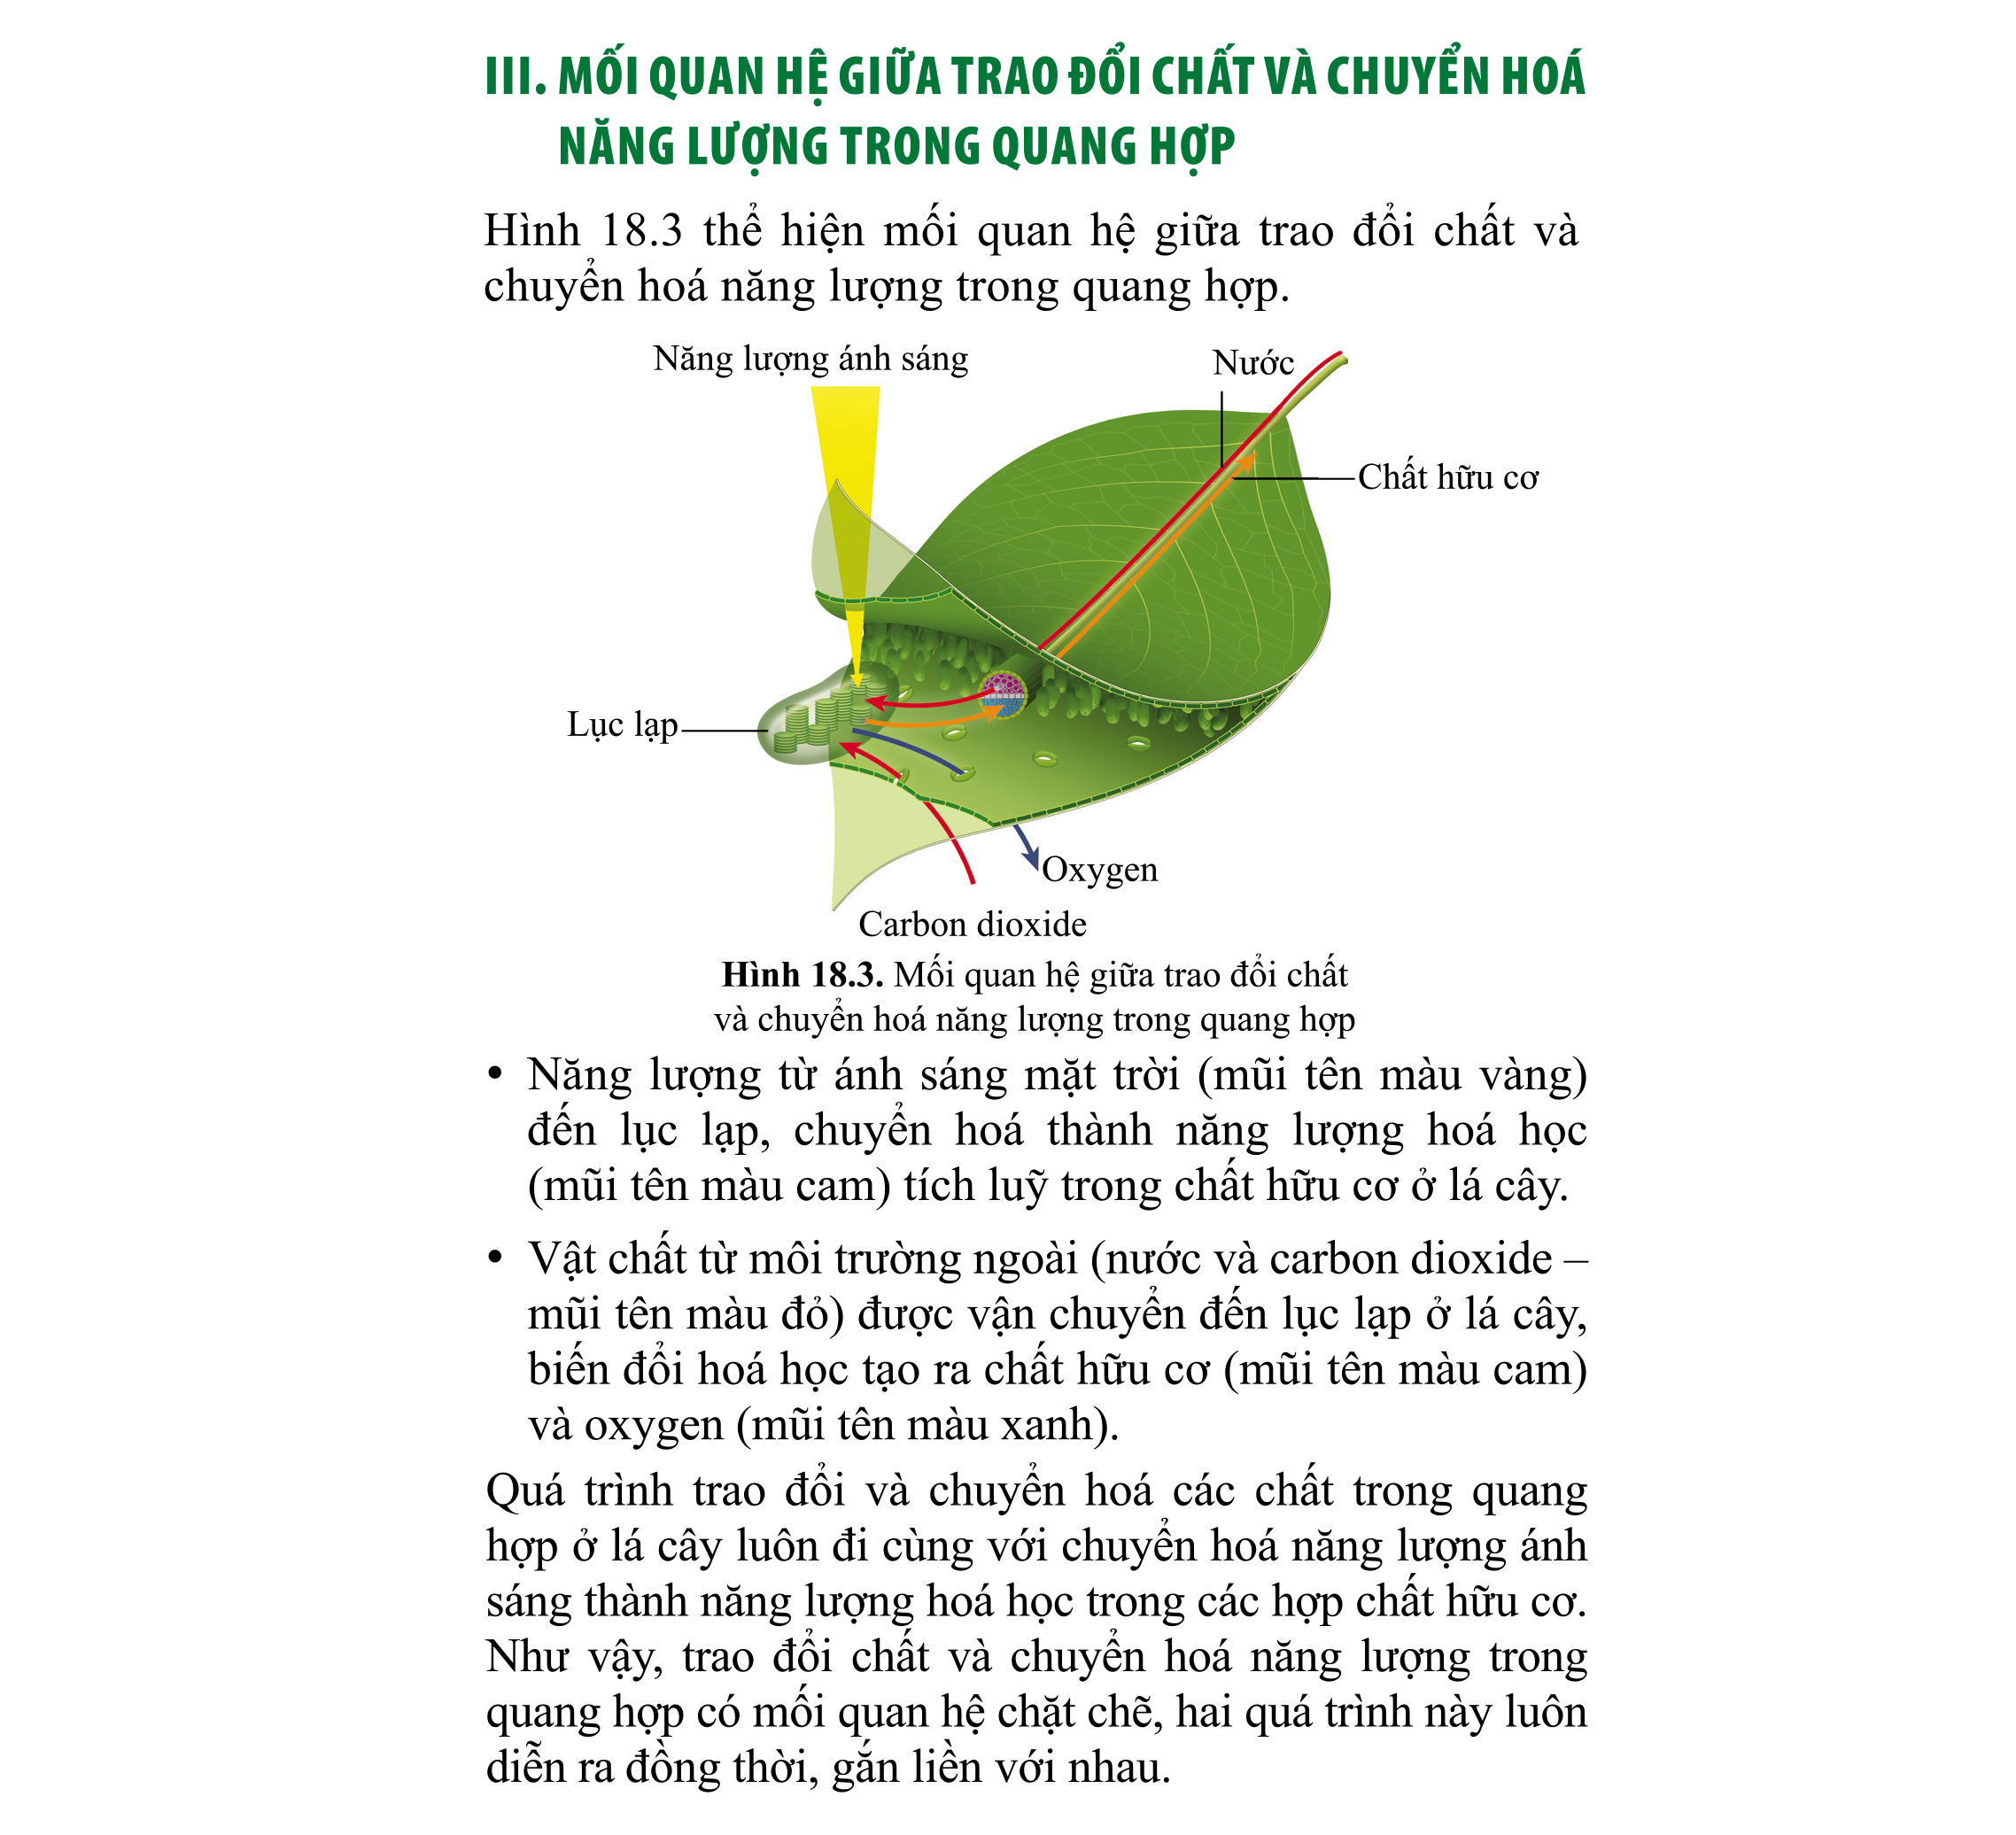 III. MỐI QUAN HỆ GIỮA TRAO ĐỔI CHẤT VÀ CHUYỂN HOÁ
NĂNG LƯỢNG TRONG QUANG HỢP
Hình 18.3 thể hiện mối quan hệ giữa trao đổi chất và
chuyển hoá năng lượng trong quang hợp.
Năng lượng ánh sáng
Nước
Chất hữu cơ
Lục lạp
Oxygen
Carbon dioxide
Hình 18.3. Mối quan hệ giữa trao đổi chất
và chuyển hoá năng lượng trong quang hợp
• Năng lượng từ ánh sáng mặt trời (mũi tên màu vàng)
đến lục lạp, chuyển hoá thành năng lượng hoá học
(mũi tên màu cam) tích luỹ trong chất hữu cơ ở lá cây.
• Vật chất từ môi trường ngoài (nước và carbon dioxide –
mũi tên màu đỏ) được vận chuyển đến lục lạp ở lá cây,
biến đổi hoá học tạo ra chất hữu cơ (mũi tên màu cam)
và oxygen (mũi tên màu xanh).
Quá trình trao đổi và chuyển hoá các chất trong quang
hợp ở lá cây luôn đi cùng với chuyển hoá năng lượng ánh
sáng thành năng lượng hoá học trong các hợp chất hữu cơ.
Như vậy, trao đổi chất và chuyển hoá năng lượng trong
quang hợp có mối quan hệ chặt chẽ, hai quá trình này luôn
diễn ra đồng thời, gắn liền với nhau.